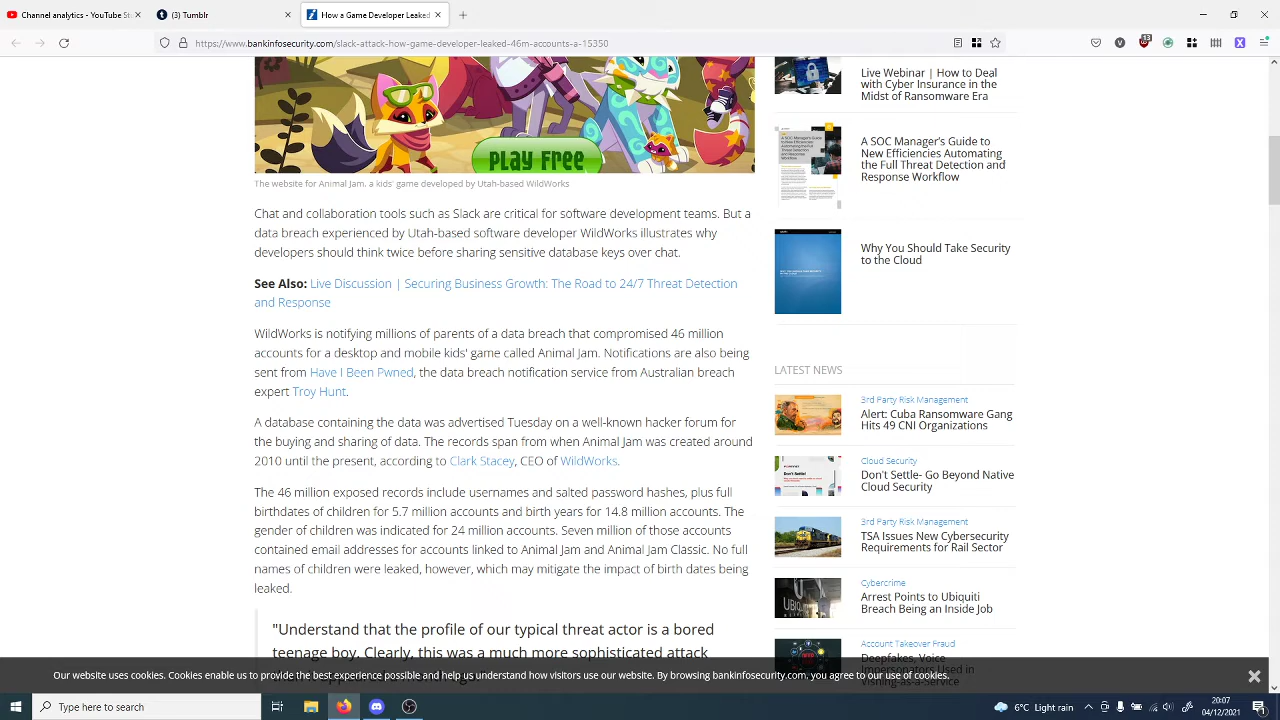 Channel analytics - YouTube St
(3) Tumblr
How a Game Developer Leaked
https://www.bankinfosecurity.com/slack-attack-how-game-developer-leaked-46m-accounts-a-15350
13
The website for Animal Jam, a kids' game developed by Utah-based WildWorks
Chat and collaboration tools such as Slack are critical for software development teams. But a
data breach experienced by Utah-based software developer WildWorks illustrates why
developers should think twice before sharing sensitive database keys over chat.
See Also: Live Discussion | Securing Business Growth: The Road to 24/7 Threat Detection
and Response
WildWorks is notifying millions of parents of a data breach that compromised 46 million
accounts for a desktop and mobile kids' game called Animal Jam. Notifications are also being
sent from Have I Been Pwned, the data breach notification service from Australian breach
expert Troy Hunt.
A database containing the data was advertised Tuesday on a well-known hacker forum for
the buying and sharing of data. The records span from when Animal Jam was created around
2010 until the present, according to Clark Stacey, CEO of WildWorks.
The 46 million exposed records include usernames and salted password hashes, plus full
birthdates of children for 5.7 million accounts and birth years for 14.8 million accounts. The
gender of children was indicated for 24 million accounts. Seven million of those accounts
contained email addresses for accounts linked to Animal Jam and Animal Jam Classic. No full
names of children were leaked, however, which may mitigate the impact of birth dates being
leaked.
"Understand that the profile of our typical threat actor is a bored
teenage boy. Clearly, this was a much more sophisticated attack
Live Webinar | How to Deal
with Cyber Insurance in the
Midst of Ransomware Era
A SOC Manager's Guide to
New Efficiencies Automating
the Full Threat Detection and
Response Workflow
Why You Should Take Security
to the Cloud
LATEST NEWS
3rd Party Risk Management
Alert: Cuba Ransomware Gang
Hits 49 CNI Organizations
Cloud Security
Don't Settle- Go Beyond Native
Cloud Security
3rd Party Risk Management
TSA Issues New Cybersecurity
Requirements for Rail Sector
Cybercrime
Arrest Points to Ubiquiti
Breach Being an Inside Job
Account Takeover Fraud
Deepfakes, Voice
Impersonators Used in
Vishing-as-a-Service
Our website uses cookies. Cookies enable us to provide the best experience possible and help us understand how visitors use our website. By browsing bankinfosecurity.com, you agree to our use of cookies.
Type here to search
6°C Light rain
20:07
04/12/2021
1